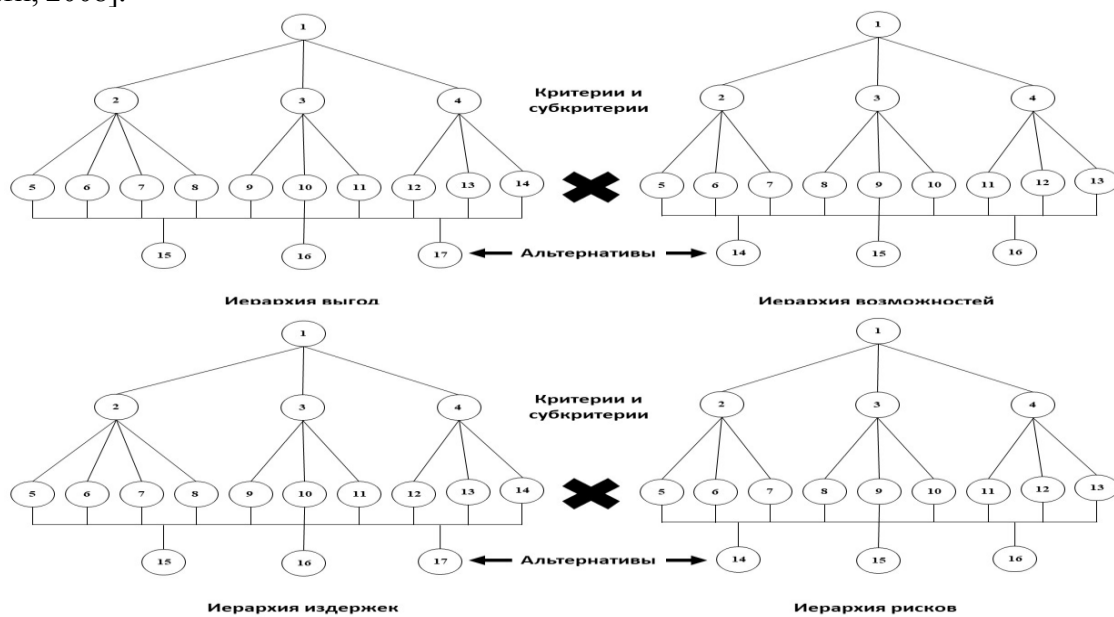 1 1
2 3 4 Критерии и субкритерии 2 3 4
5 6 7 8 9 10 11 12 13 14 5 6 7 8 9 10 11 12 13
15 16 17 Альтернативы 14 15 16
Иерархия выгод Иерархия возможностей
1 1
2 3 4 Критерии и субкритерии 2 3 4
5 6 7 8 9 10 11 12 13 14 5 6 7 8 9 10 11 12 13
15 16 17 Альтернативы 14 15 16
Иерархия издержек Иерархия рисков